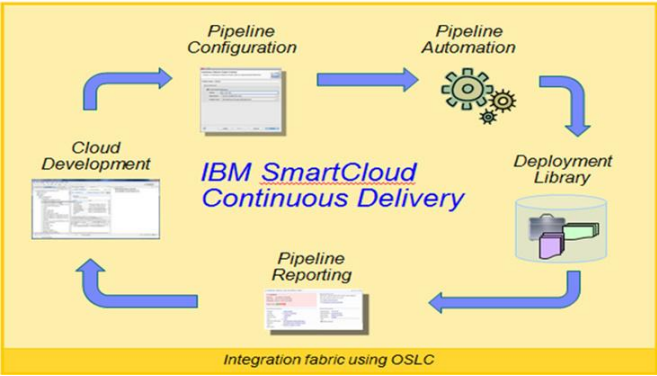 Pipeline
Configuration
Pipeline
Automation
Cloud
Development
IBM SmartCloud
Continuous Delivery
Deployment
Library
Pipeline
Reporting
Integration fabric using OSLC